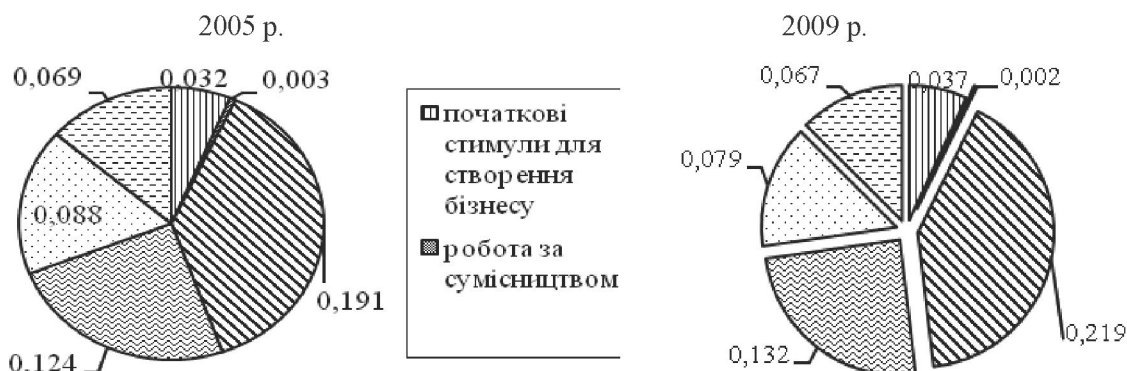 2005 р.
2009 р.
0,069
0,032
0,003
0,088
0,191
0,124
початкові
стимули для
створення
бізнесу
робота за
сумісництвом
0,067
0,037
0,002
0,079
0,219
0,132